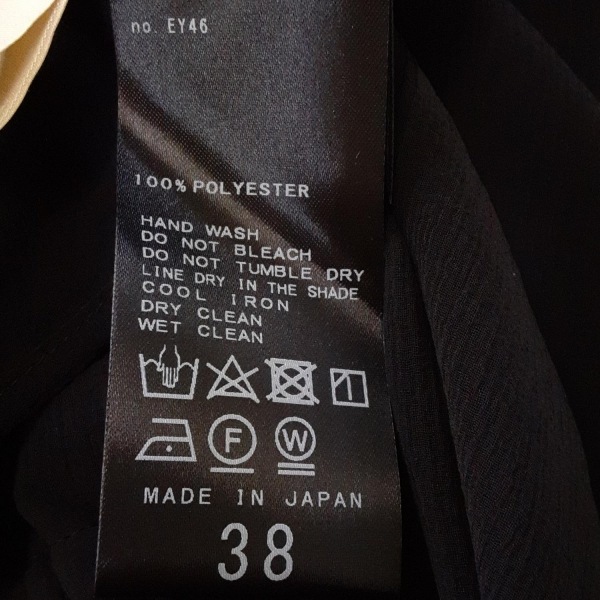 no. EY46
100% POLYESTER
HAND WASH
DO NOT BLEACH
DO NOT TUMBLE DRY
LINE DRY IN THE SHADE
COOL IRON
DRY CLEAN
WET CLEAN
F W
MADE IN JAPAN
38